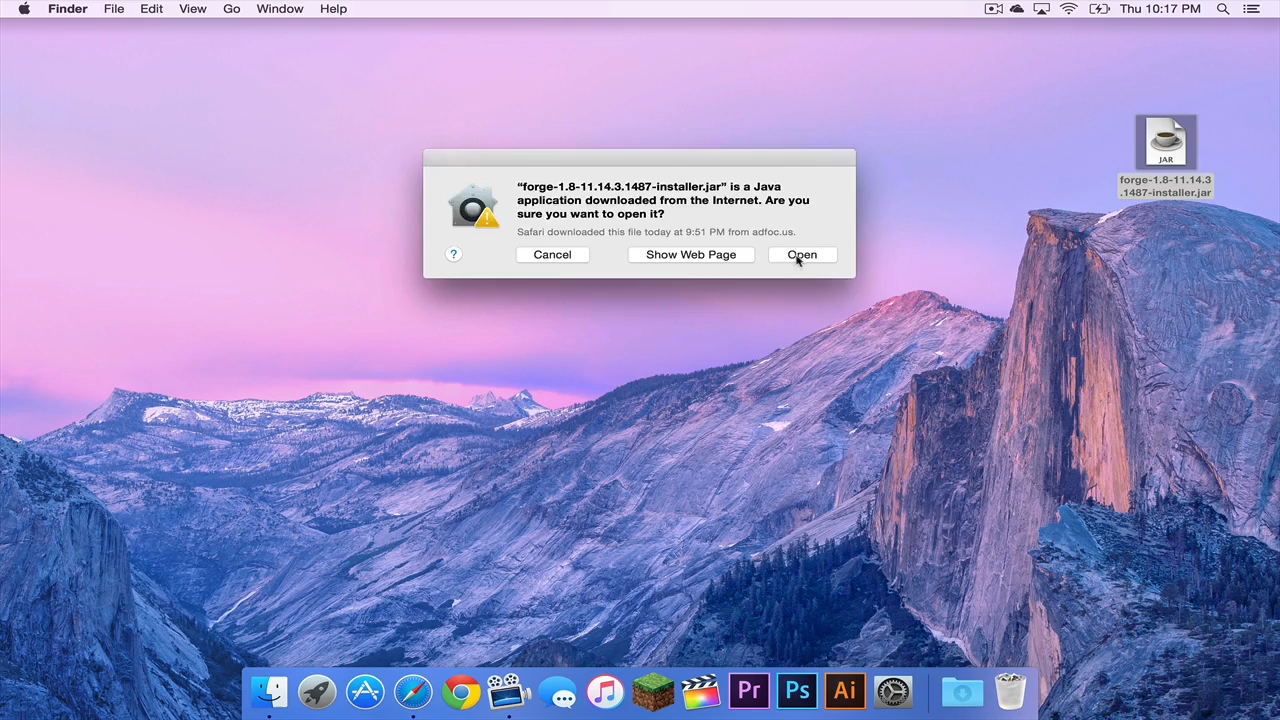 Finder File Edit View Go Window Help Thu 10:17 PM
“forge-1.8-11.14.3.1487-installer.jar” is a Java
application downloaded from the Internet. Are you
sure you want to open it?
Safari downloaded this file today at 9:51 PM from adfoc.us.
? Cancel Show Web Page Open
JAR
forge-1.8-11.14.3
.1487-installer.jar
Pr Ps Ai